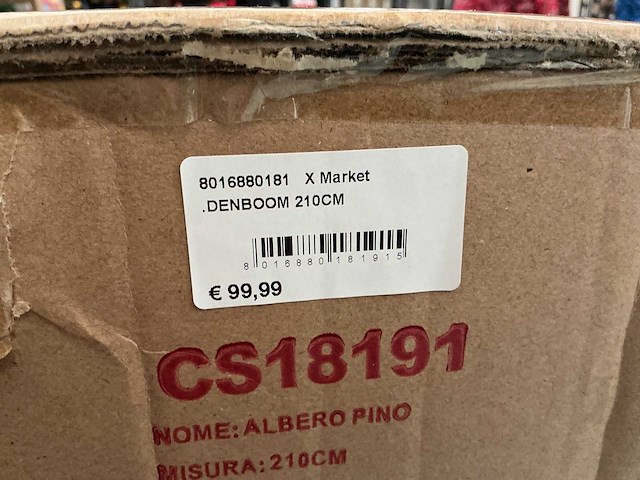 8016880181 X Market
.DENBOOM 210CM
8016880181915
€ 99,99
CS18191
NOME: ALBERO PINO
MISURA: 210CM